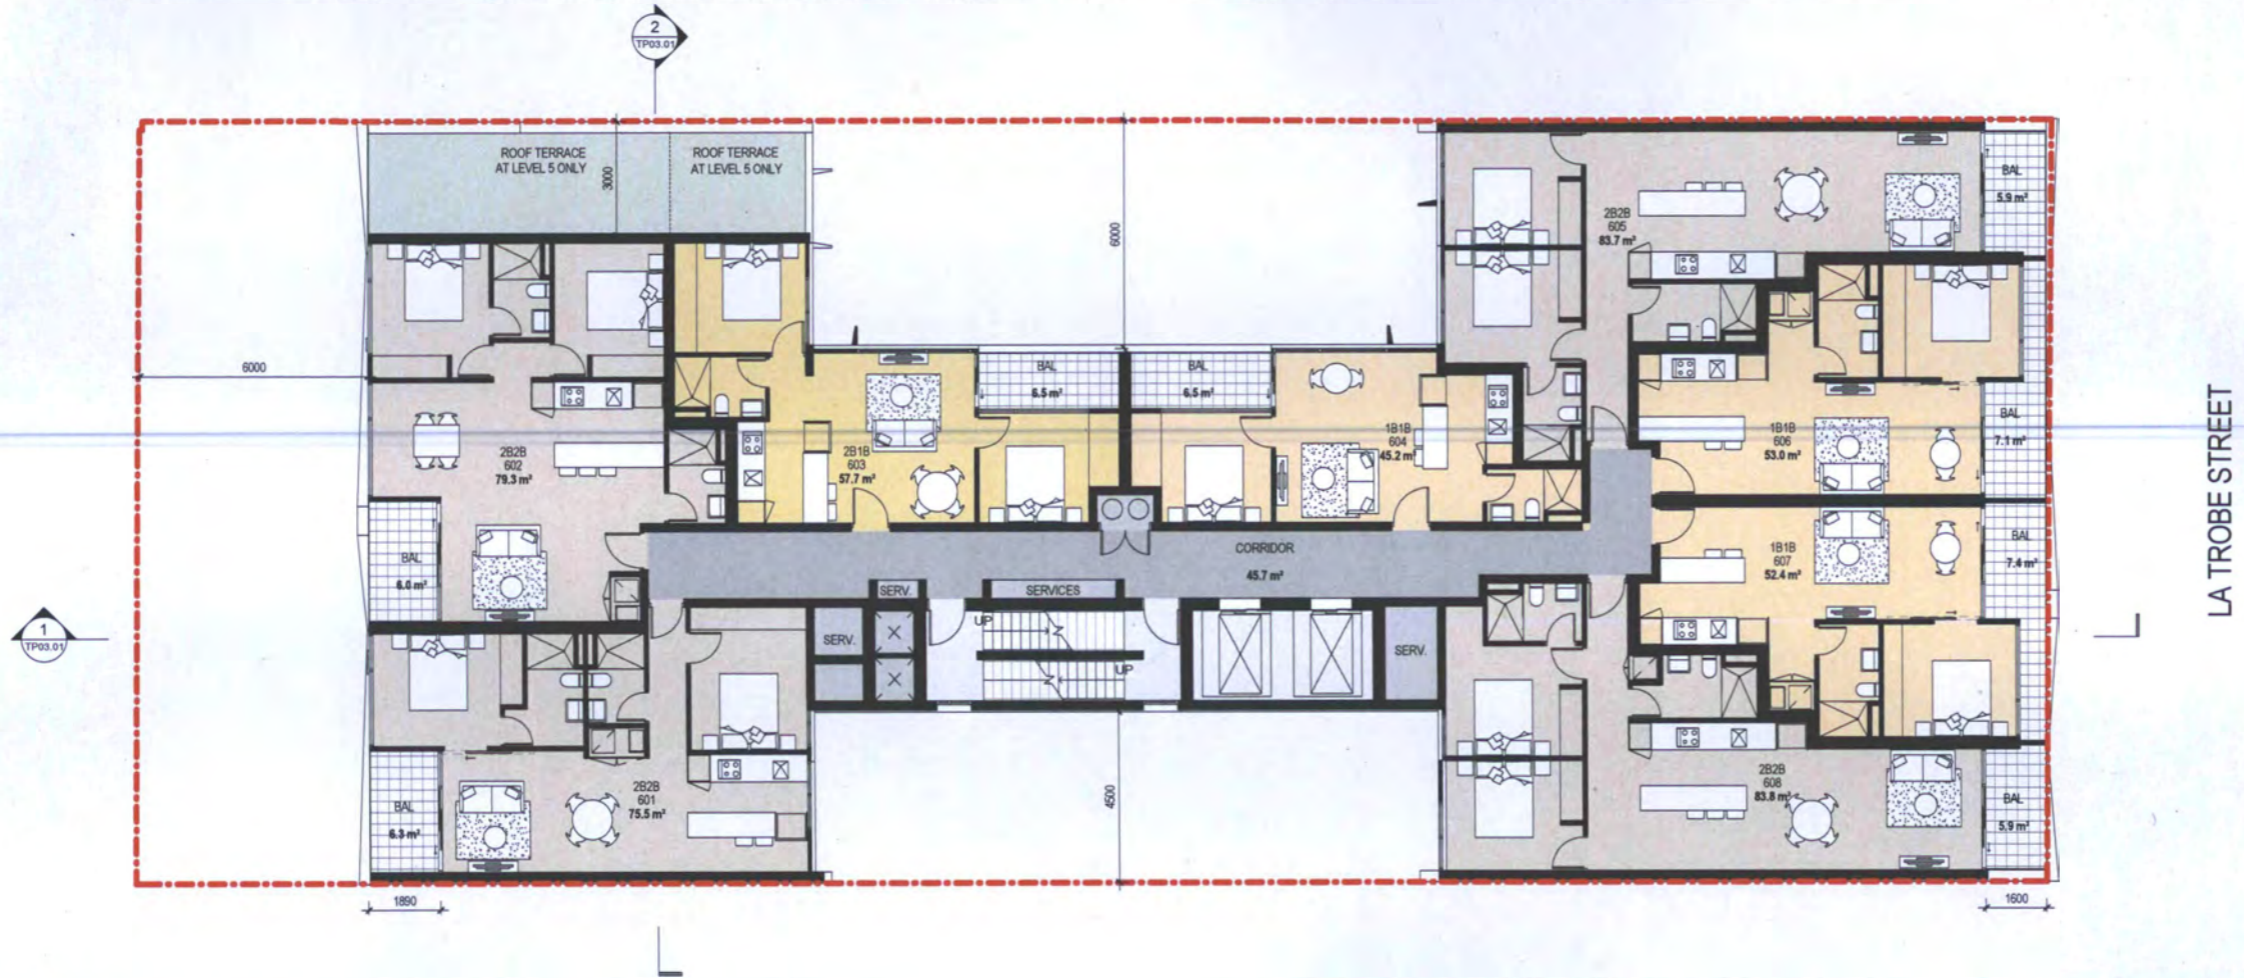 2
TP03.01
ROOF TERRACE
AT LEVEL 5 ONLY
ROOF TERRACE
AT LEVEL 5 ONLY
3000
6000
BAL
5.9 m²
2B2B
605
83.7 m²
6000
BAL
6.5 m²
BAL
6.5 m²
2B2B
602
79.3 m²
2B1B
603
57.7 m²
1B1B
604
45.2 m²
1B1B
606
53.0 m²
BAL
7.1 m²
LA TROBE STREET
BAL
6.0 m²
CORRIDOR
45.7 m²
1B1B
607
52.4 m²
BAL
7.4 m²
SERV.
SERVICES
1
TP03.01
SERV.
UP
UP
SERV.
2B2B
601
75.5 m²
BAL
6.3 m²
4500
2B2B
608
83.8 m²
BAL
5.9 m²
1890
1600